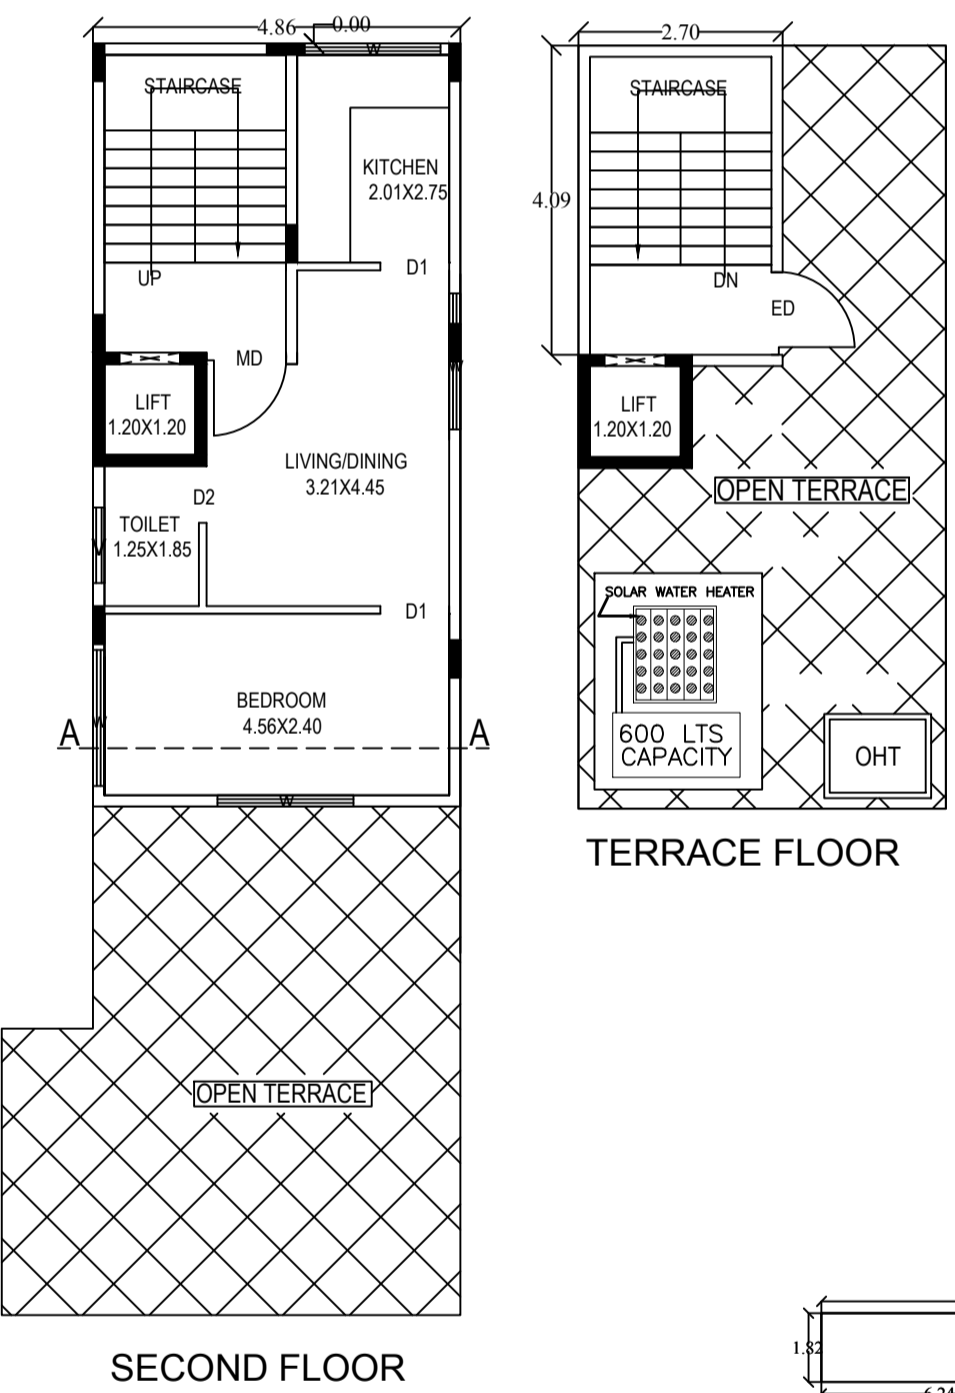 4.86
0.00
W
STAIRCASE
KITCHEN
2.01X2.75
D1
UP
MD
W
LIFT
1.20X1.20
LIVING/DINING
3.21X4.45
D2
TOILET
1.25X1.85
W
D1
BEDROOM
4.56X2.40
W
A
A
W
OPEN TERRACE
SECOND FLOOR
2.70
STAIRCASE
4.09
DN
ED
LIFT
1.20X1.20
OPEN TERRACE
SOLAR WATER HEATER
600 LTS
CAPACITY
OHT
TERRACE FLOOR
1.82